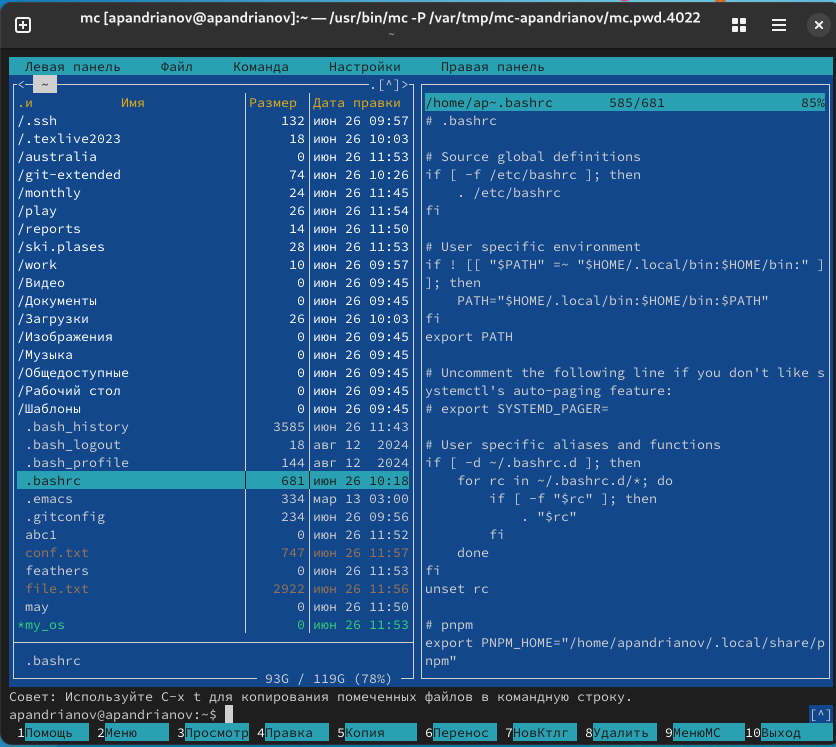 mc [apandrianov@apandrianov]:~ — /usr/bin/mc -P /var/tmp/mc-apandrianov/mc.pwd.4022
~
Левая панель Файл Команда Настройки Правая панель
<─ ~ .[^]>
.и Имя Размер Дата правки
/.ssh 132 июн 26 09:57
/.texlive2023 18 июн 26 10:03
/australia 0 июн 26 11:53
/git-extended 74 июн 26 10:26
/monthly 24 июн 26 11:45
/play 26 июн 26 11:54
/reports 14 июн 26 11:50
/ski.plases 28 июн 26 11:53
/work 10 июн 26 09:57
/Видео 0 июн 26 09:45
/Документы 0 июн 26 09:45
/Загрузки 26 июн 26 10:03
/Изображения 0 июн 26 09:45
/Музыка 0 июн 26 09:45
/Общедоступные 0 июн 26 09:45
/Рабочий стол 0 июн 26 09:45
/Шаблоны 0 июн 26 09:45
.bash_history 3585 июн 26 11:43
.bash_logout 18 авг 12 2024
.bash_profile 144 авг 12 2024
.bashrc 681 июн 26 10:18
.emacs 334 мар 13 03:00
.gitconfig 234 июн 26 09:56
abc1 0 июн 26 11:52
conf.txt 747 июн 26 11:57
feathers 0 июн 26 11:53
file.txt 2922 июн 26 11:56
may 0 июн 26 11:50
*my_os 0 июн 26 11:53
.bashrc
93G / 119G (78%)
/home/ap~.bashrc 585/681 85%
# .bashrc
# Source global definitions
if [ -f /etc/bashrc ]; then
. /etc/bashrc
fi
# User specific environment
if ! [[ "$PATH" =~ "$HOME/.local/bin:$HOME/bin:" ]
]; then
PATH="$HOME/.local/bin:$HOME/bin:$PATH"
fi
export PATH
# Uncomment the following line if you don't like s
ystemctl's auto-paging feature:
# export SYSTEMD_PAGER=
# User specific aliases and functions
if [ -d ~/.bashrc.d ]; then
for rc in ~/.bashrc.d/*; do
if [ -f "$rc" ]; then
. "$rc"
fi
done
fi
unset rc
# pnpm
export PNPM_HOME="/home/apandrianov/.local/share/p
npm"
Совет: Используйте C-x t для копирования помеченных файлов в командную строку.
apandrianov@apandrianov:~$ [^]
1Помощь 2Меню 3Просмотр 4Правка 5Копия 6Перенос 7НовКтлг 8Удалить 9МенюMC 10Выход